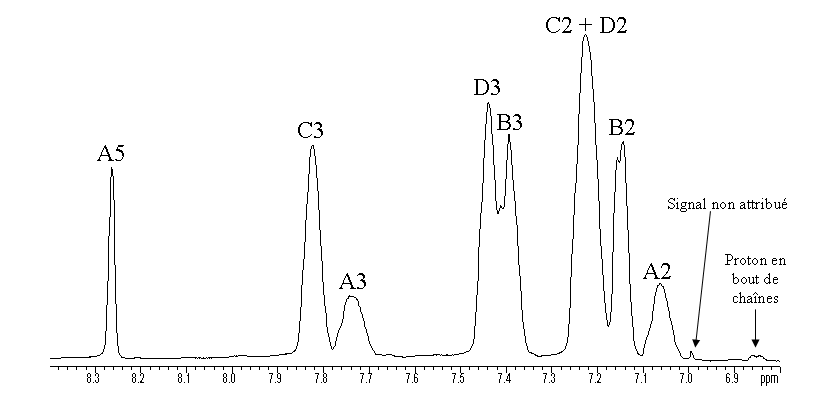 C2 + D2
D3
B3
B2
C3
A5
Signal non attribué
Proton en
bout de
chaînes
A2
A3
8.3 8.2 8.1 8.0 7.9 7.8 7.7 7.6 7.5 7.4 7.3 7.2 7.1 7.0 6.9 ppm